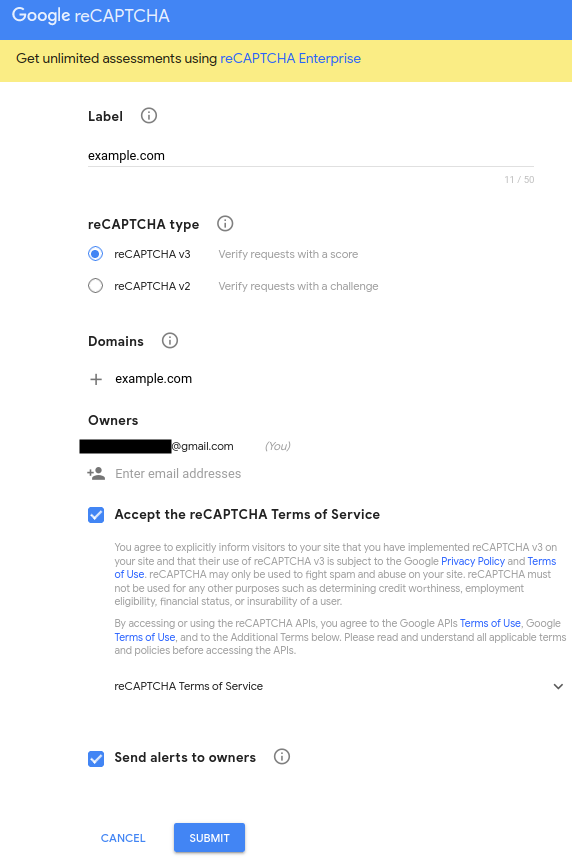 Google reCAPTCHA
Get unlimited assessments using reCAPTCHA Enterprise
Label
example.com
11 / 50
reCAPTCHA type
reCAPTCHA v3 Verify requests with a score
reCAPTCHA v2 Verify requests with a challenge
Domains
example.com
Owners
@gmail.com (You)
Enter email addresses
Accept the reCAPTCHA Terms of Service
You agree to explicitly inform visitors to your site that you have implemented reCAPTCHA v3 on
your site and that their use of reCAPTCHA v3 is subject to the Google Privacy Policy and Terms
of Use. reCAPTCHA may only be used to fight spam and abuse on your site. reCAPTCHA must
not be used for any other purposes such as determining credit worthiness, employment
eligibility, financial status, or insurability of a user.
By accessing or using the reCAPTCHA APIs, you agree to the Google APIs Terms of Use, Google
Terms of Use, and to the Additional Terms below. Please read and understand all applicable terms
and policies before accessing the APIs.
reCAPTCHA Terms of Service
Send alerts to owners
CANCEL SUBMIT